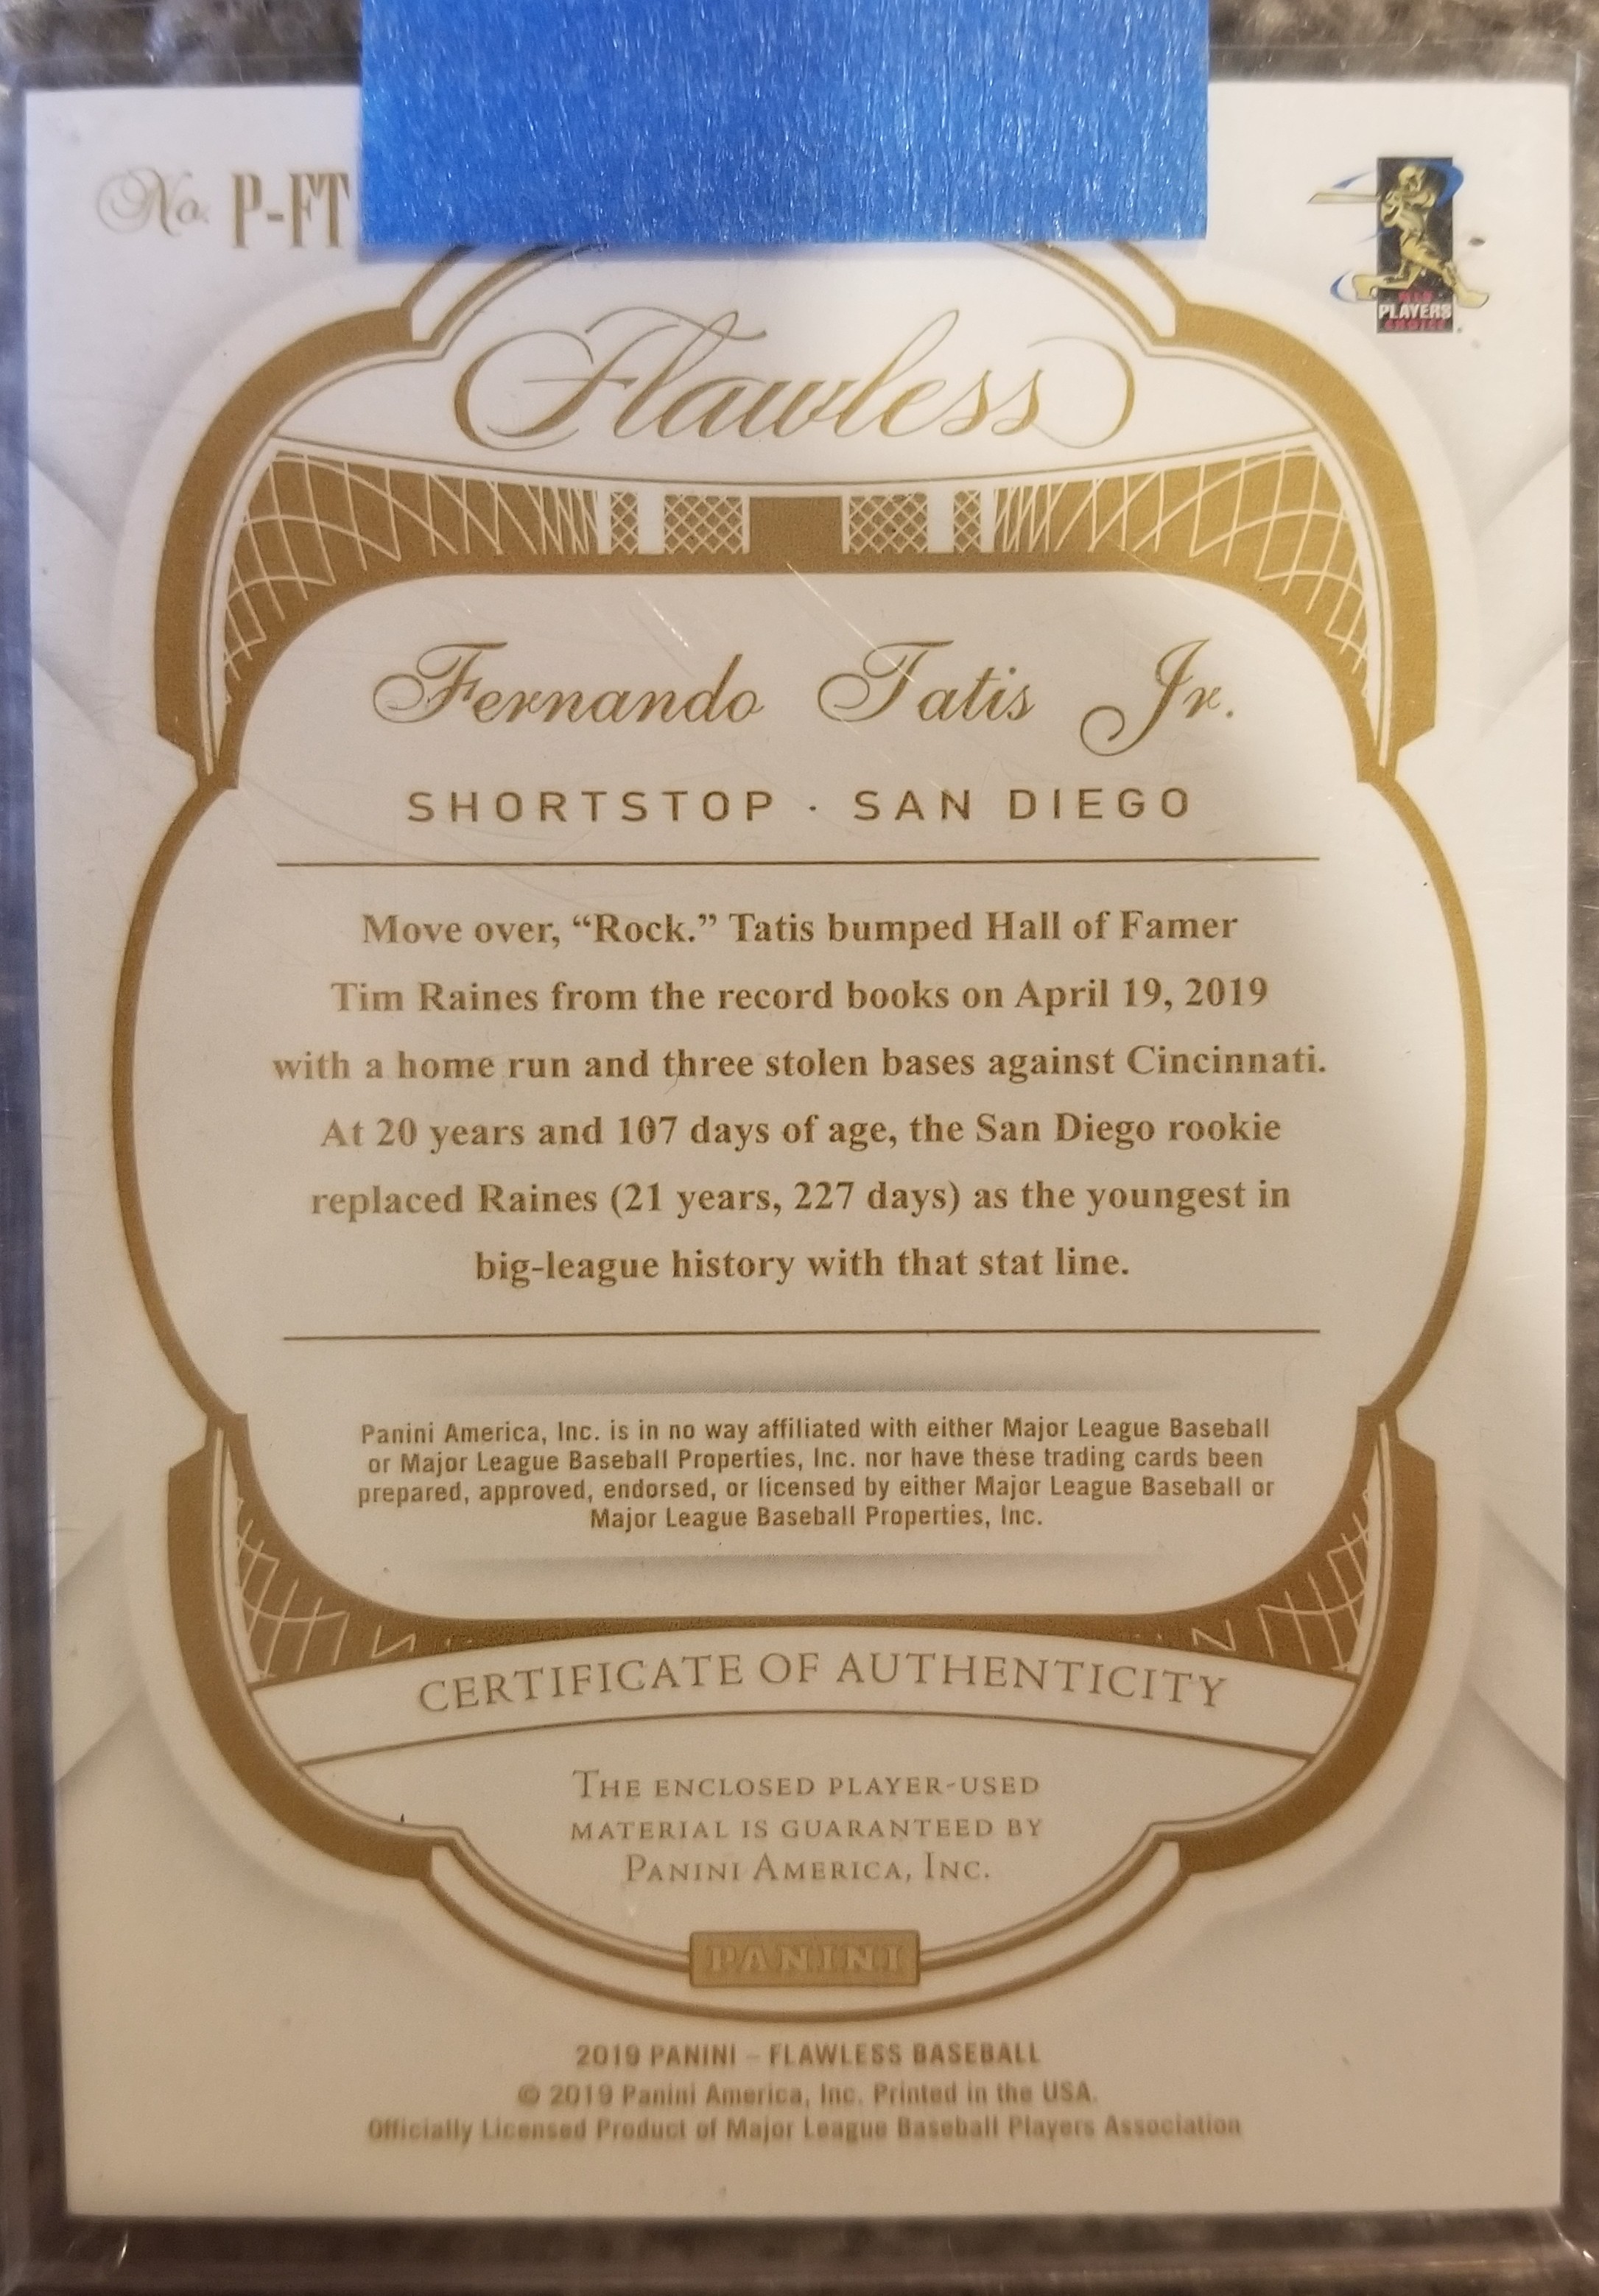 No. P-FT
MLB
PLAYERS
CHOICE
Flawless
Fernando Tatis Jr.
SHORTSTOP · SAN DIEGO
Move over, “Rock.” Tatis bumped Hall of Famer
Tim Raines from the record books on April 19, 2019
with a home run and three stolen bases against Cincinnati.
At 20 years and 107 days of age, the San Diego rookie
replaced Raines (21 years, 227 days) as the youngest in
big-league history with that stat line.
Panini America, Inc. is in no way affiliated with either Major League Baseball
or Major League Baseball Properties, Inc. nor have these trading cards been
prepared, approved, endorsed, or licensed by either Major League Baseball or
Major League Baseball Properties, Inc.
CERTIFICATE OF AUTHENTICITY
THE ENCLOSED PLAYER-USED
MATERIAL IS GUARANTEED BY
PANINI AMERICA, INC.
PANINI
2019 PANINI – FLAWLESS BASEBALL
© 2019 Panini America, Inc. Printed in the USA.
Officially Licensed Product of Major League Baseball Players Association